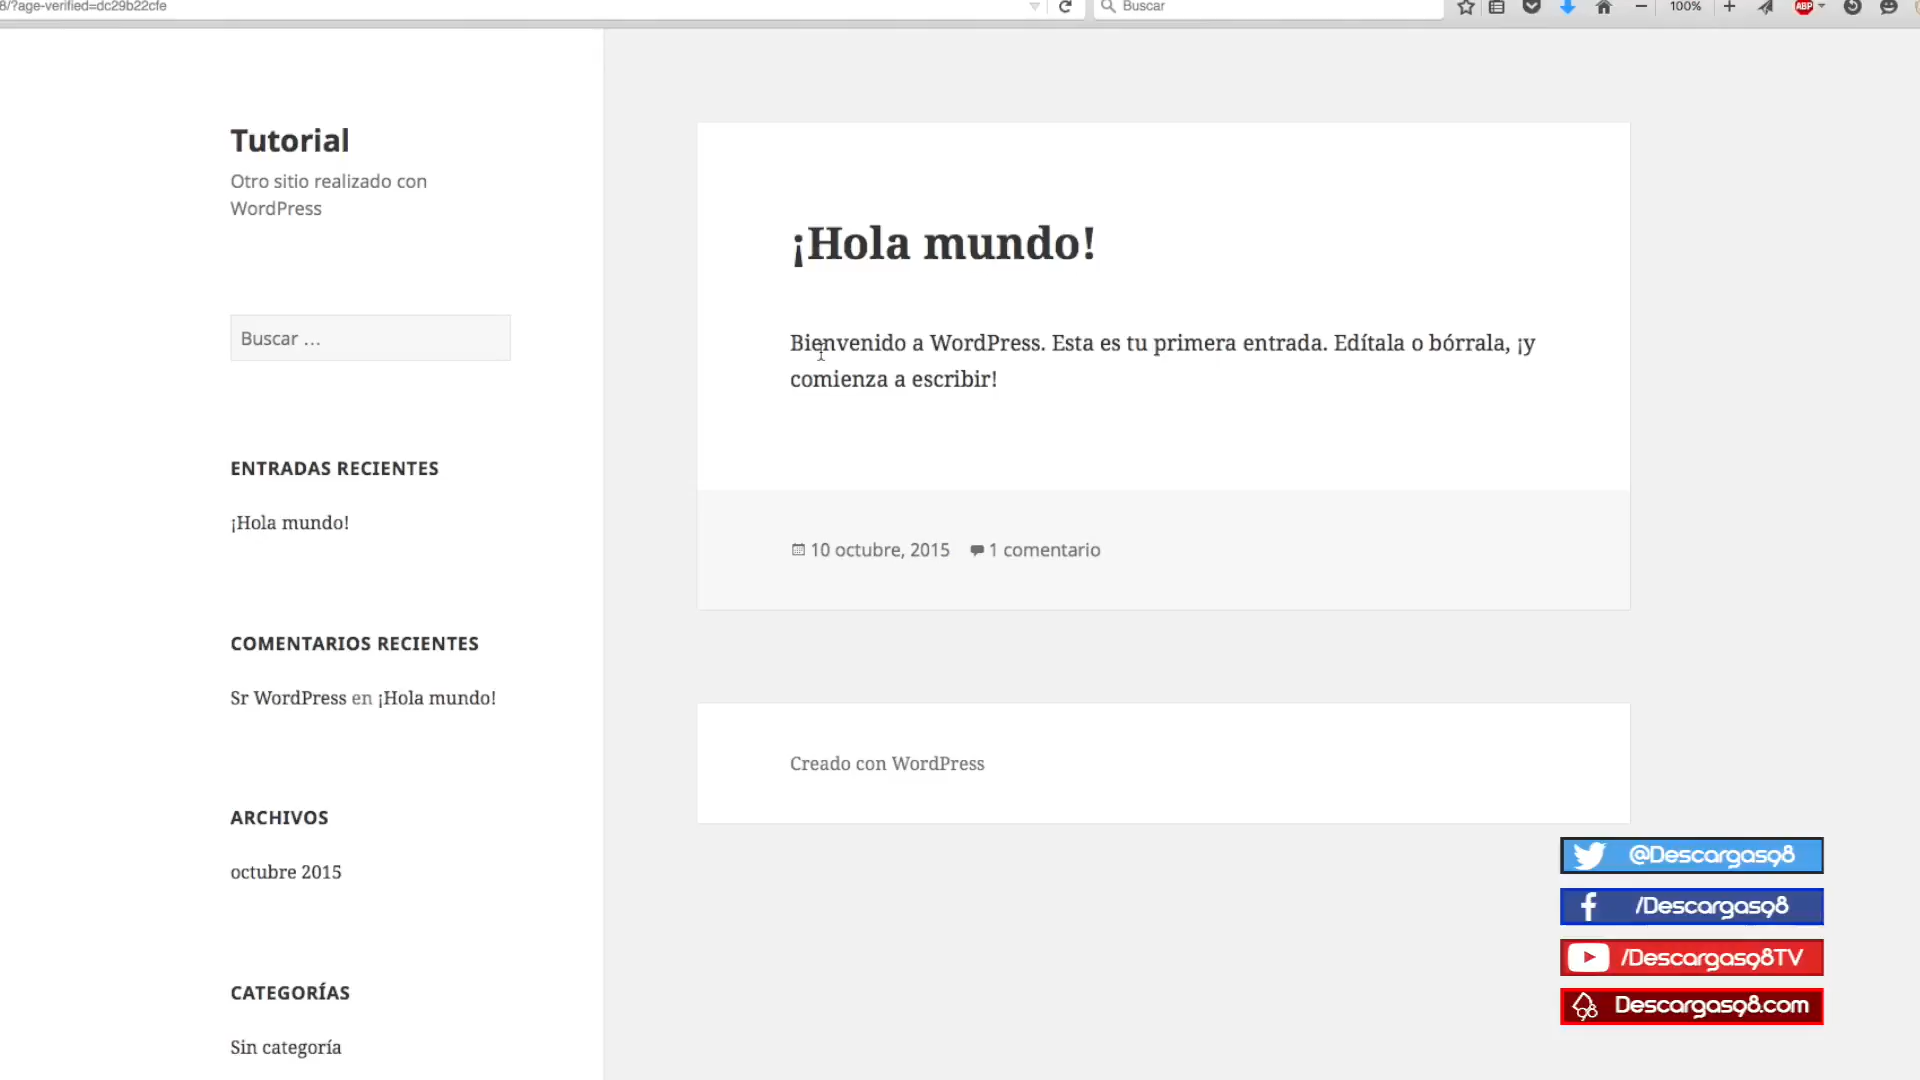 8/?age-verified=dc29b22cfe
Buscar
100%
ABP
Tutorial
Otro sitio realizado con
WordPress
Buscar …
ENTRADAS RECIENTES
¡Hola mundo!
COMENTARIOS RECIENTES
Sr WordPress en ¡Hola mundo!
ARCHIVOS
octubre 2015
CATEGORÍAS
Sin categoría
¡Hola mundo!
Bienvenido a WordPress. Esta es tu primera entrada. Edítala o bórrala, ¡y
comienza a escribir!
10 octubre, 2015 1 comentario
Creado con WordPress
@Descargas98
/Descargas98
/Descargas98TV
98 Descargas98.com